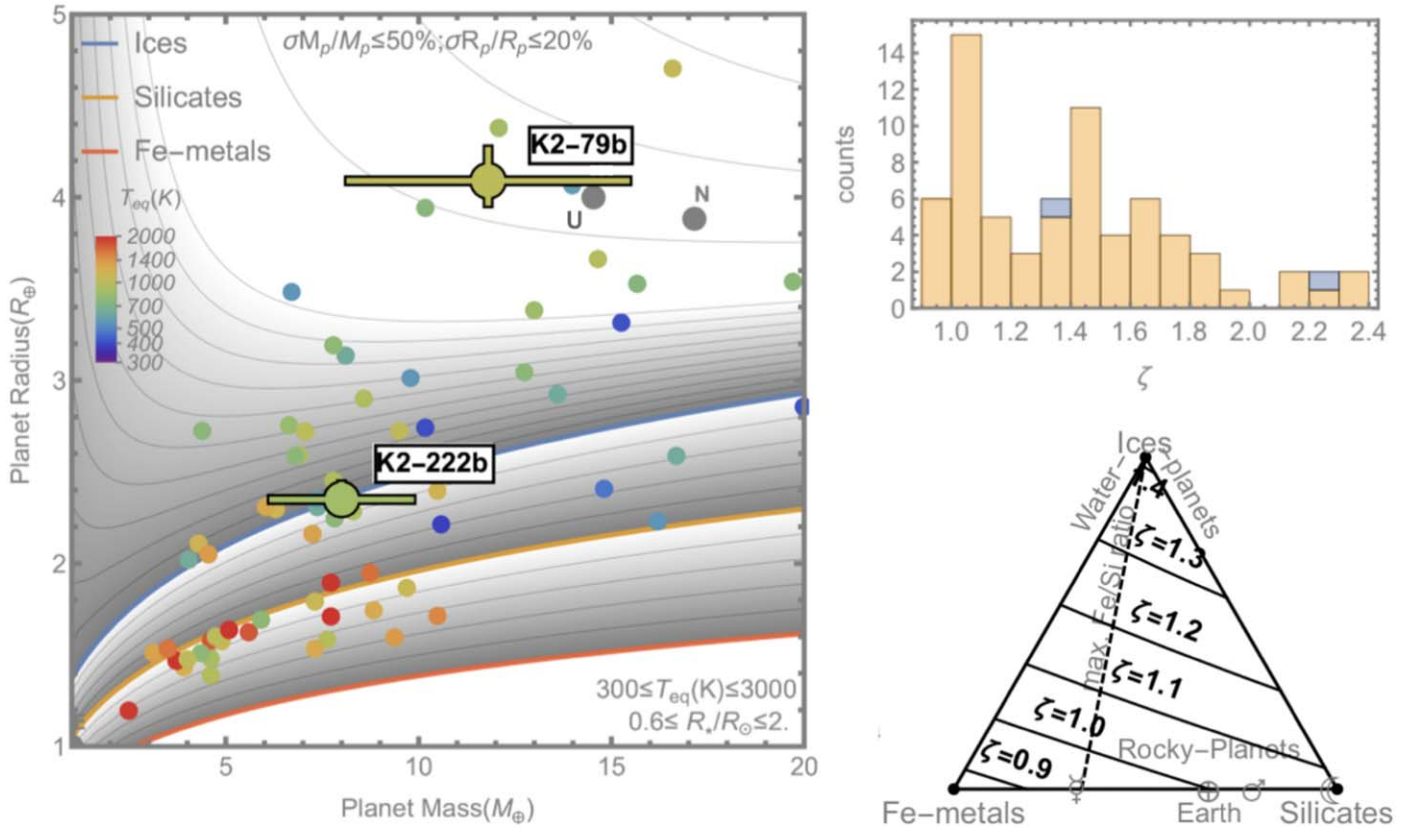 5
Ices
σMₚ/Mₚ≤50%;σRₚ/Rₚ≤20%
Silicates
K2−79b
Fe−metals
T_eq(K)
4
U
N
2000
1400
1000
700
500
400
300
Planet Radius(R⊕)
3
K2−222b
2
300≤T_eq(K)≤3000
0.6≤ R⋆/R⊙≤2.
1
5
10
15
20
Planet Mass(M⊕)
14
12
10
8
6
4
2
0
counts
1.0
1.2
1.4
1.6
1.8
2.0
2.2
2.4
ζ
Ices
Water−planets
1.4
ζ=1.3
max. Fe/Si ratio
ζ=1.2
ζ=1.1
ζ=1.0
Rocky−Planets
ζ=0.9
☿
⊕
♂
☾
Fe−metals
Earth
Silicates